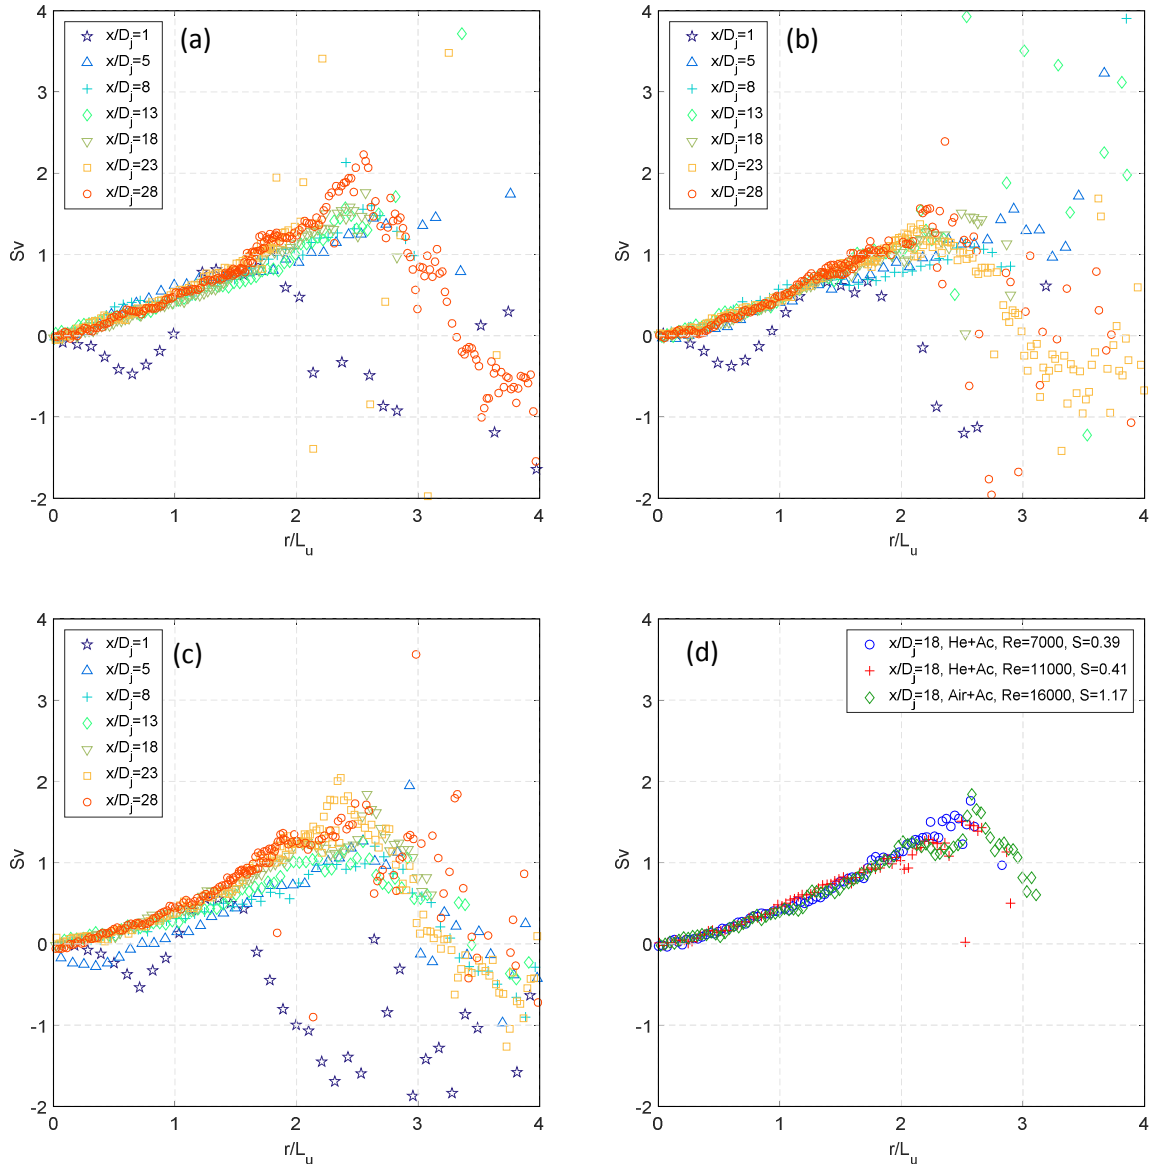 (a)
x/Dj=1
x/Dj=5
x/Dj=8
x/Dj=13
x/Dj=18
x/Dj=23
x/Dj=28
4
3
2
1
0
-1
-2
Sv
0 1 2 3 4
r/Lu
(b)
x/Dj=1
x/Dj=5
x/Dj=8
x/Dj=13
x/Dj=18
x/Dj=23
x/Dj=28
4
3
2
1
0
-1
-2
Sv
0 1 2 3 4
r/Lu
(c)
x/Dj=1
x/Dj=5
x/Dj=8
x/Dj=13
x/Dj=18
x/Dj=23
x/Dj=28
4
3
2
1
0
-1
-2
Sv
0 1 2 3 4
r/Lu
(d)
x/Dj=18, He+Ac, Re=7000, S=0.39
x/Dj=18, He+Ac, Re=11000, S=0.41
x/Dj=18, Air+Ac, Re=16000, S=1.17
4
3
2
1
0
-1
-2
Sv
0 1 2 3 4
r/Lu